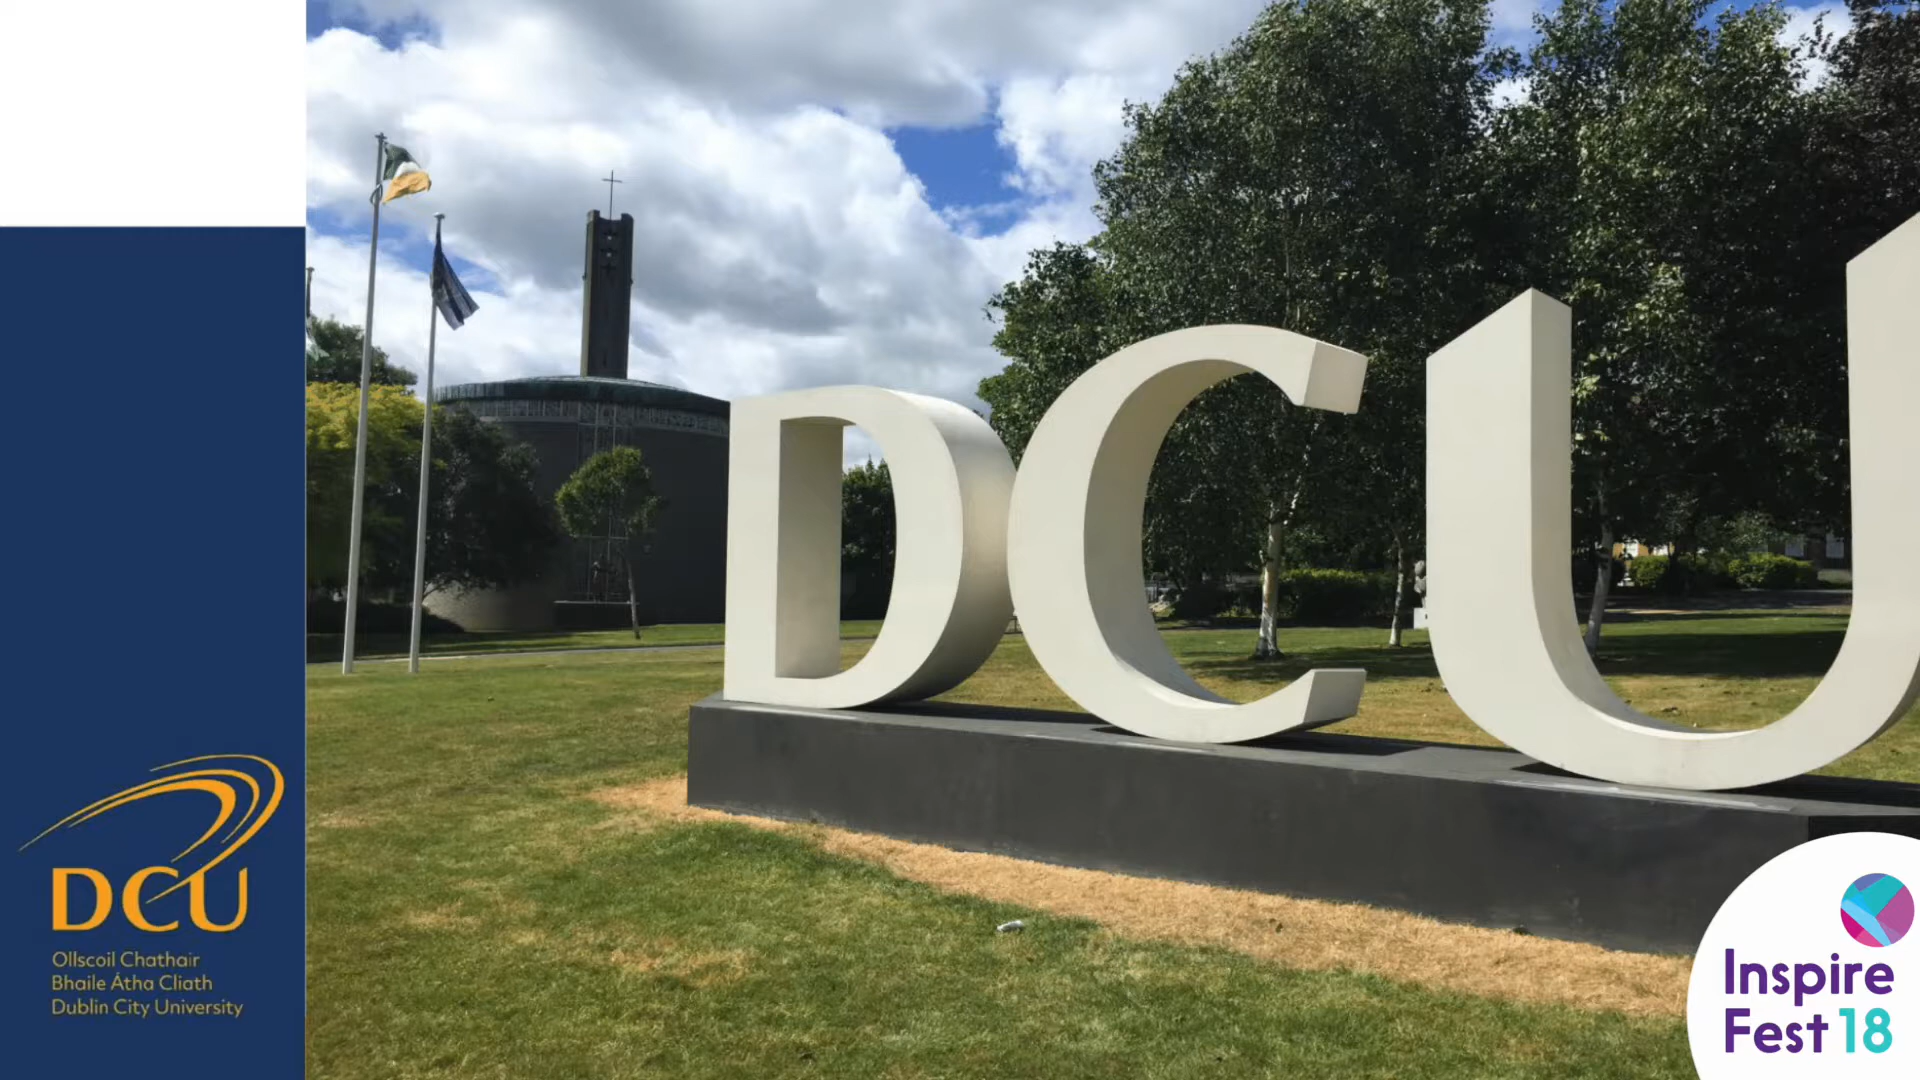 DCU
DCU
Ollscoil Chathair
Bhaile Átha Cliath
Dublin City University
Inspire
Fest 18